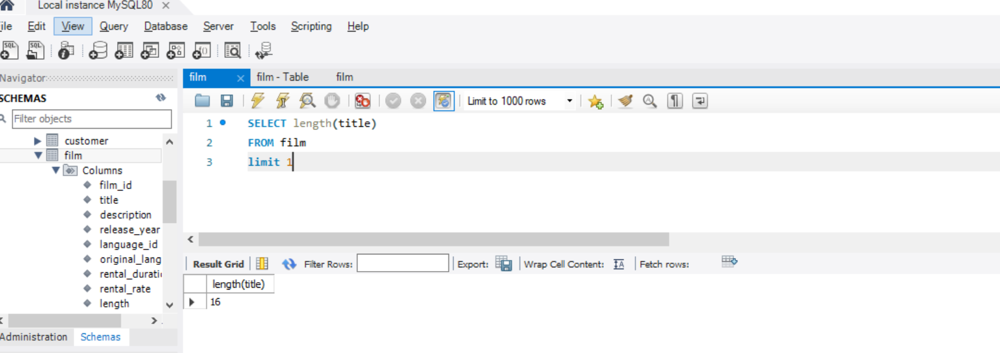 Local instance MySQL80
ile Edit View Query Database Server Tools Scripting Help
SQL SQL
Navigator
SCHEMAS
Filter objects
customer
film
Columns
film_id
title
description
release_year
language_id
original_lang
rental_durati
rental_rate
length
Administration Schemas
film film - Table film
Limit to 1000 rows
1 SELECT length(title)
2 FROM film
3 limit 1
Result Grid Filter Rows: Export: Wrap Cell Content: IA Fetch rows:
length(title)
16